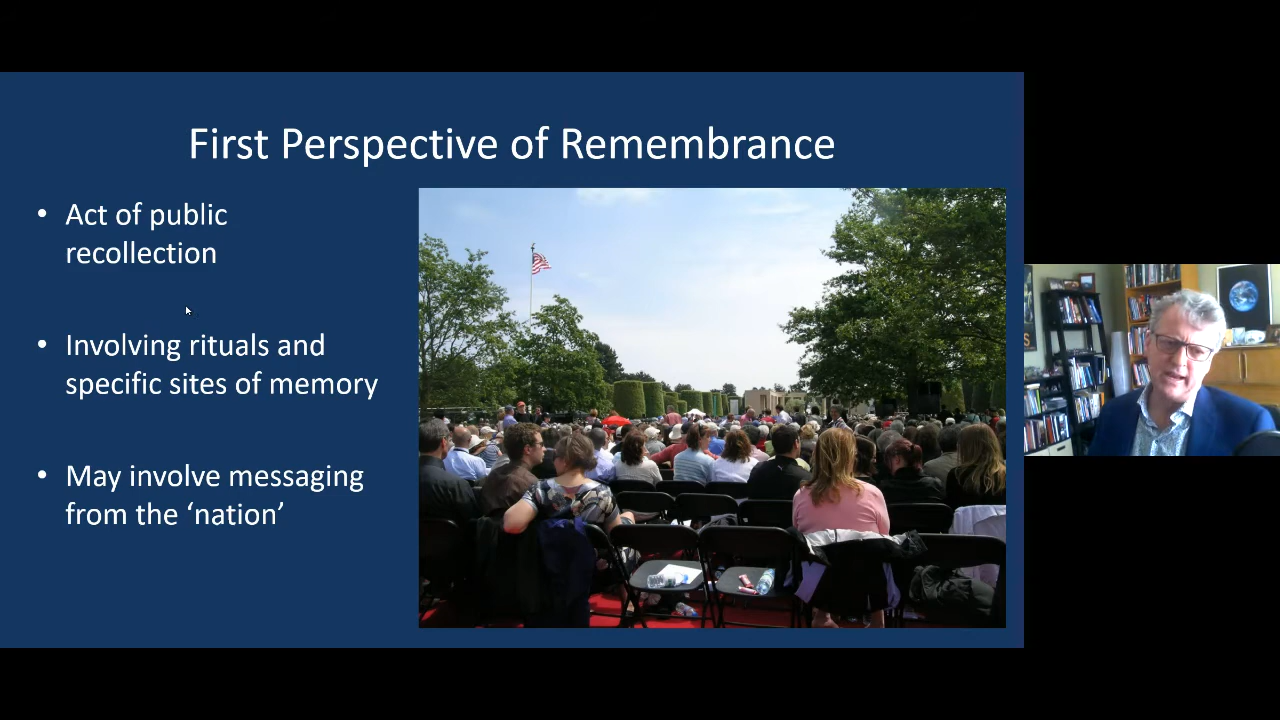 First Perspective of Remembrance
• Act of public
recollection
• Involving rituals and
specific sites of memory
• May involve messaging
from the ‘nation’